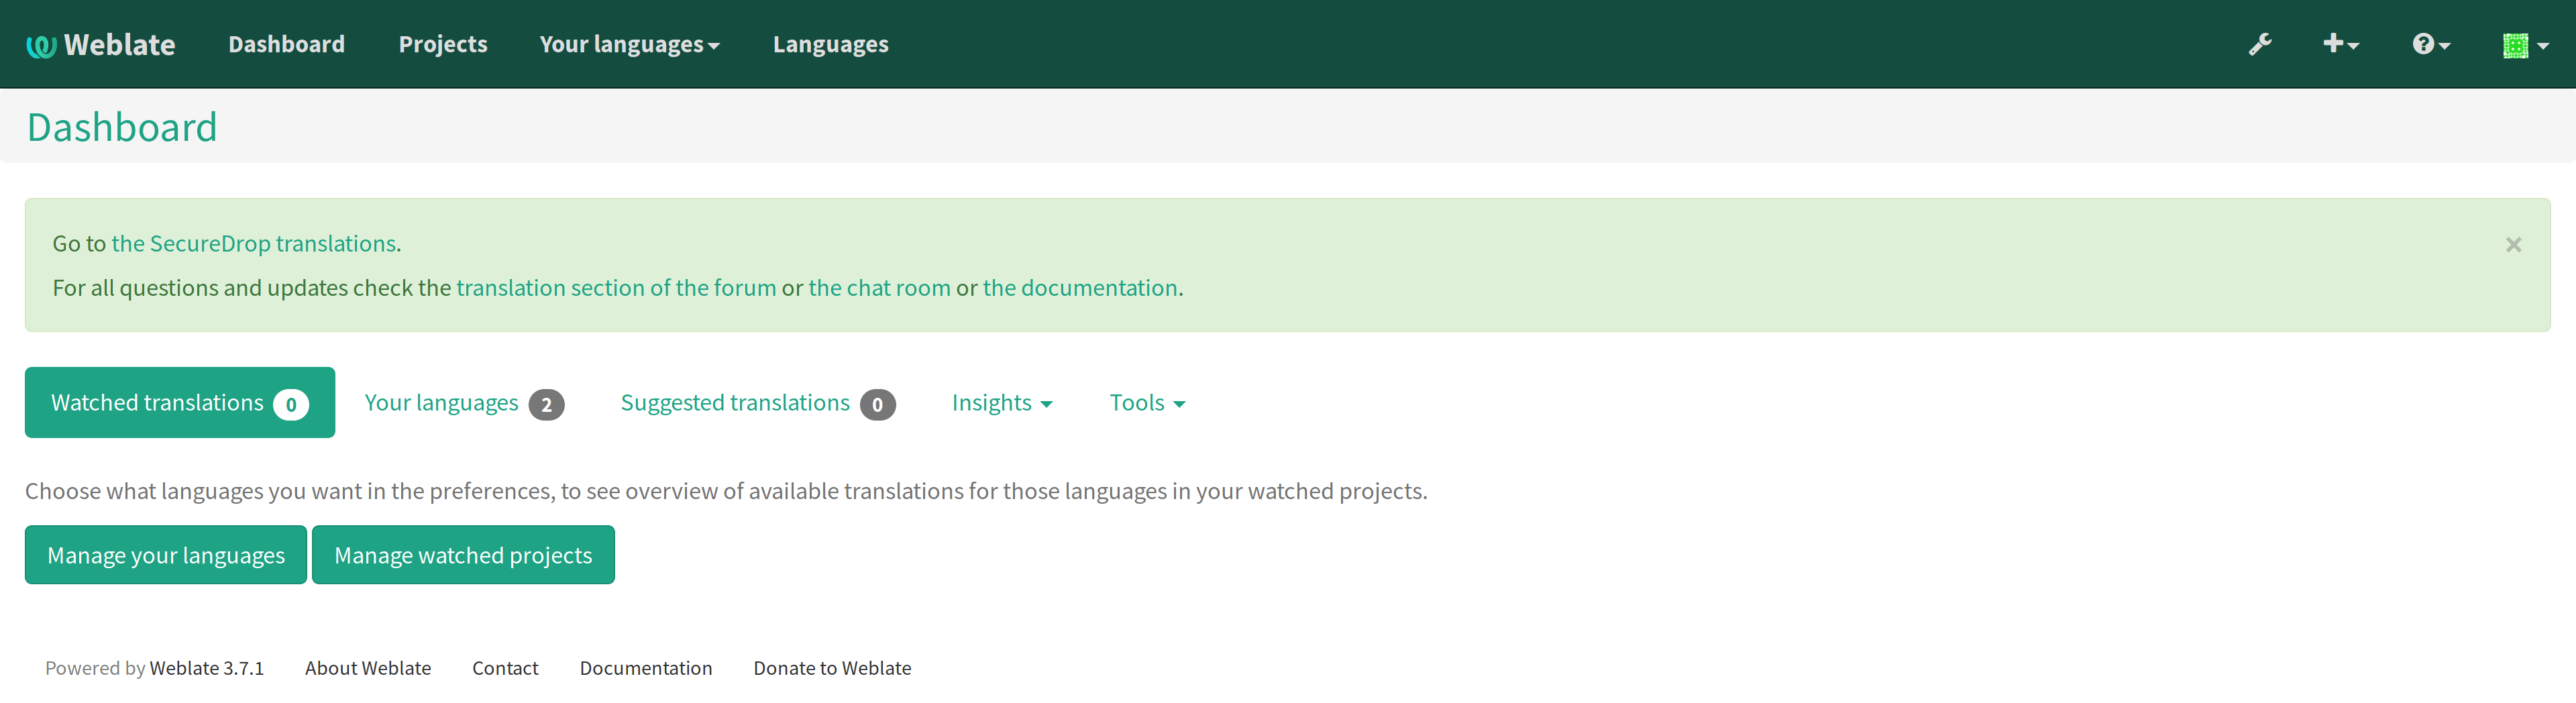 Weblate Dashboard Projects Your languages Languages
Dashboard
Go to the SecureDrop translations.
×
For all questions and updates check the translation section of the forum or the chat room or the documentation.
Watched translations 0 Your languages 2 Suggested translations 0 Insights Tools
Choose what languages you want in the preferences, to see overview of available translations for those languages in your watched projects.
Manage your languages Manage watched projects
Powered by Weblate 3.7.1 About Weblate Contact Documentation Donate to Weblate